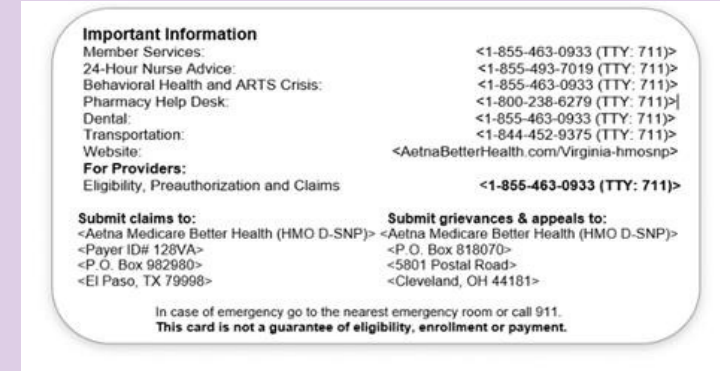 Important Information
Member Services: <1-855-463-0933 (TTY: 711)>
24-Hour Nurse Advice: <1-855-493-7019 (TTY: 711)>
Behavioral Health and ARTS Crisis: <1-855-463-0933 (TTY: 711)>
Pharmacy Help Desk: <1-800-238-6279 (TTY: 711)>
Dental: <1-855-463-0933 (TTY: 711)>
Transportation: <1-844-452-9375 (TTY: 711)>
Website: <AetnaBetterHealth.com/Virginia-hmosnp>
For Providers:
Eligibility, Preauthorization and Claims <1-855-463-0933 (TTY: 711)>
Submit claims to:
<Aetna Medicare Better Health (HMO D-SNP)>
<Payer ID# 128VA>
<P.O. Box 982980>
<El Paso, TX 79998>
Submit grievances & appeals to:
<Aetna Medicare Better Health (HMO D-SNP)>
<P.O. Box 818070>
<5801 Postal Road>
<Cleveland, OH 44181>
In case of emergency go to the nearest emergency room or call 911.
This card is not a guarantee of eligibility, enrollment or payment.